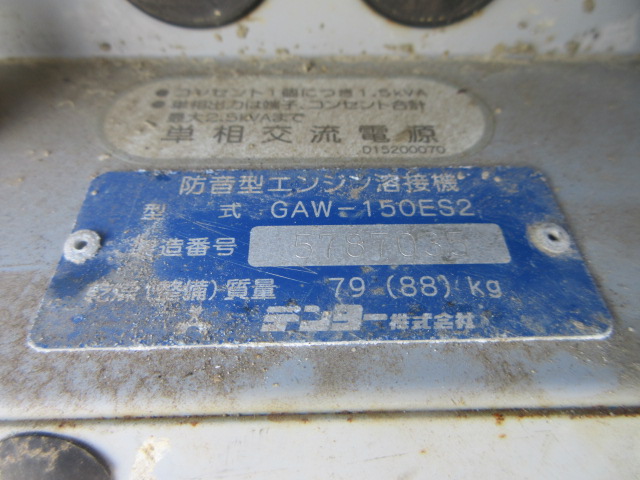 ●コンセント1個につき1.5kVA
●単相出力は端子、コンセント合計
最大2.5kVAまで
単相交流電源
015200070
防音型エンジン溶接機
型式 GAW-150ES2
製造番号
乾燥(整備)質量 79 (88) kg
デンヨー株式会社